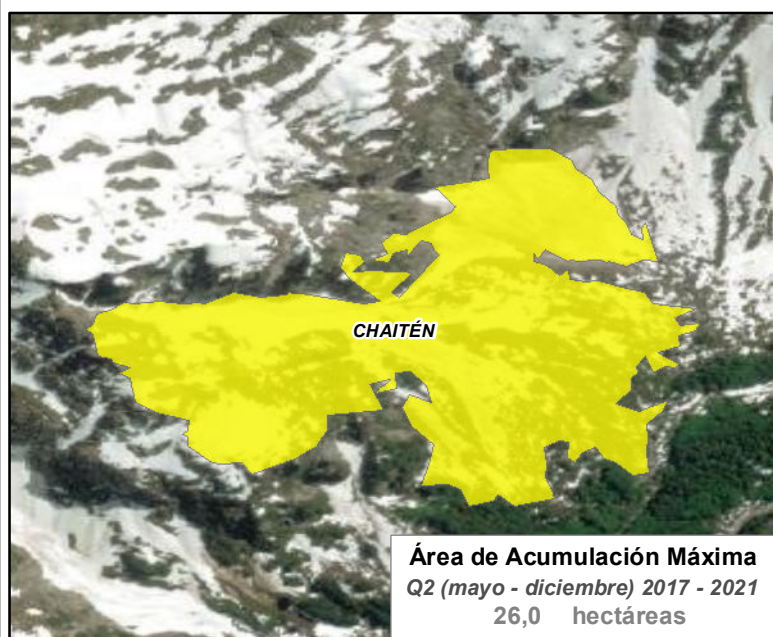 CHAITÉN
Área de Acumulación Máxima
Q2 (mayo - diciembre) 2017 - 2021
26,0 hectáreas